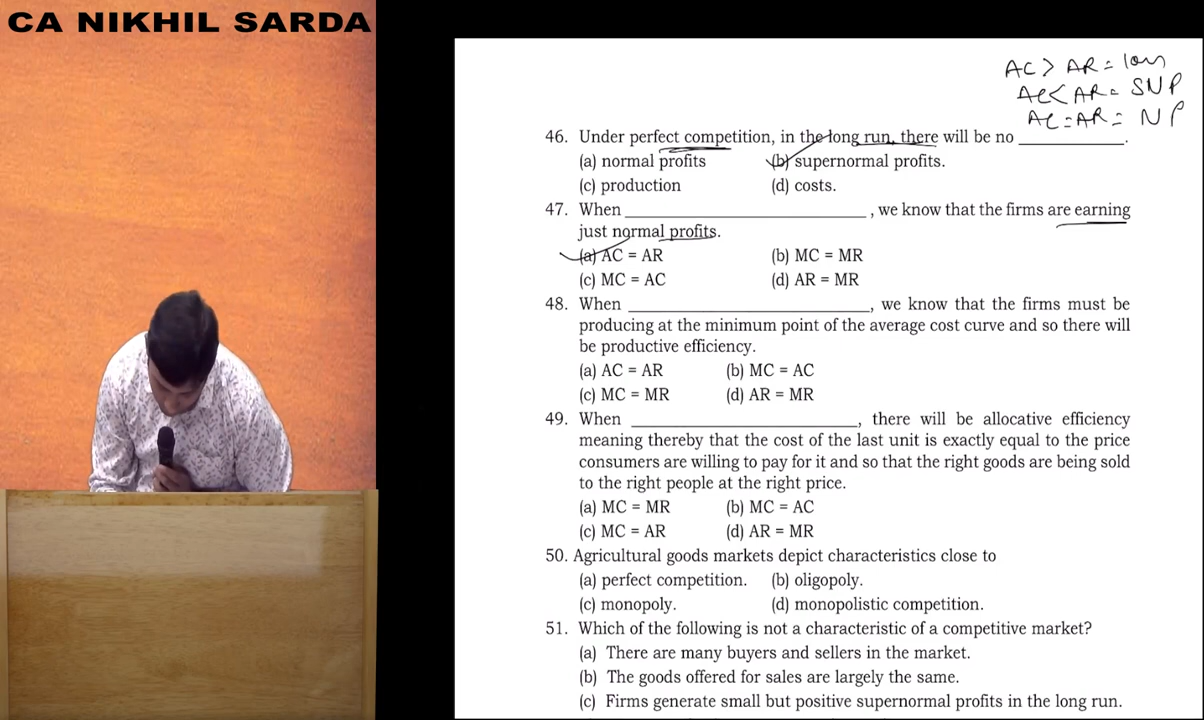 CA NIKHIL SARDA
AC > AR = loss
AC < AR = SNP
AC = AR = NP
46. Under perfect competition, in the long run, there will be no ____________.
(a) normal profits (b) supernormal profits.
(c) production (d) costs.
47. When ____________________________, we know that the firms are earning
just normal profits.
(a) AC = AR (b) MC = MR
(c) MC = AC (d) AR = MR
48. When ____________________________, we know that the firms must be
producing at the minimum point of the average cost curve and so there will
be productive efficiency.
(a) AC = AR (b) MC = AC
(c) MC = MR (d) AR = MR
49. When __________________________, there will be allocative efficiency
meaning thereby that the cost of the last unit is exactly equal to the price
consumers are willing to pay for it and so that the right goods are being sold
to the right people at the right price.
(a) MC = MR (b) MC = AC
(c) MC = AR (d) AR = MR
50. Agricultural goods markets depict characteristics close to
(a) perfect competition. (b) oligopoly.
(c) monopoly. (d) monopolistic competition.
51. Which of the following is not a characteristic of a competitive market?
(a) There are many buyers and sellers in the market.
(b) The goods offered for sales are largely the same.
(c) Firms generate small but positive supernormal profits in the long run.